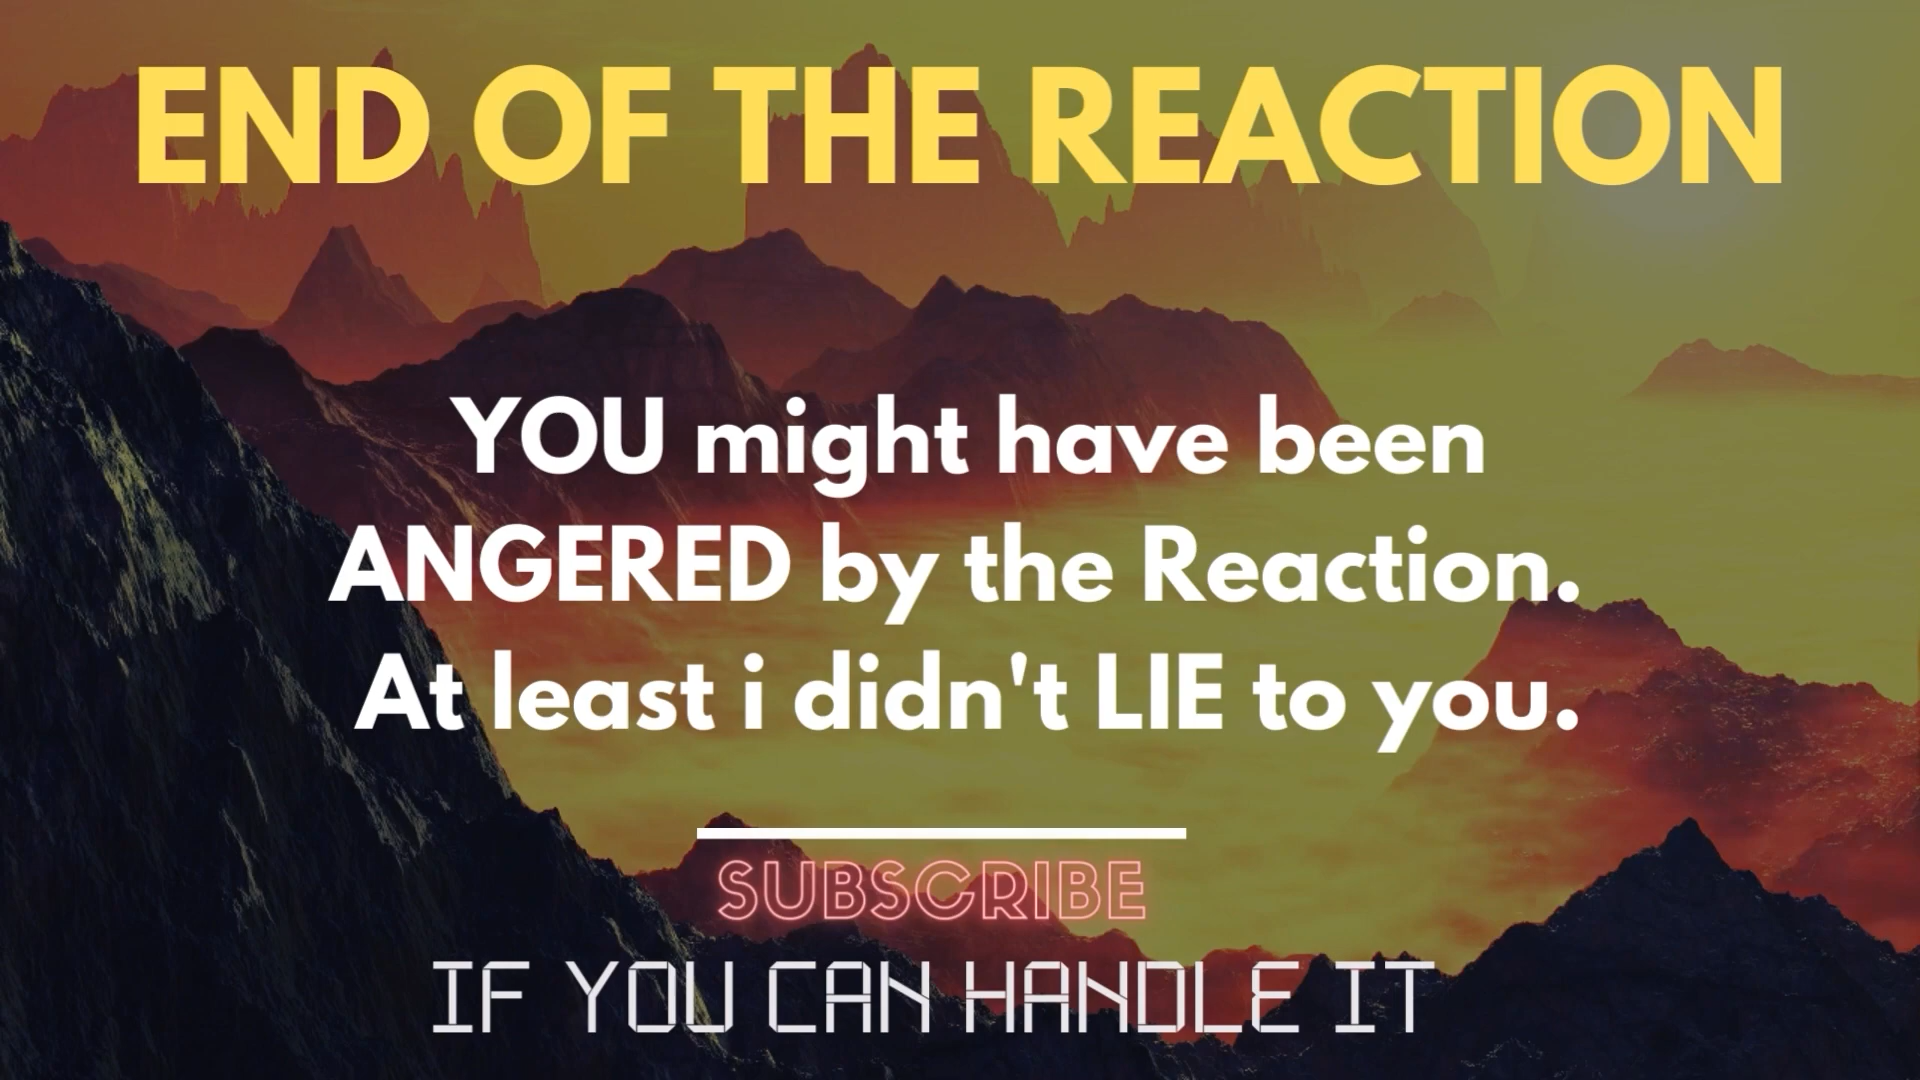 END OF THE REACTION
YOU might have been
ANGERED by the Reaction.
At least i didn't LIE to you.
SUBSCRIBE
IF YOU CAN HANDLE IT